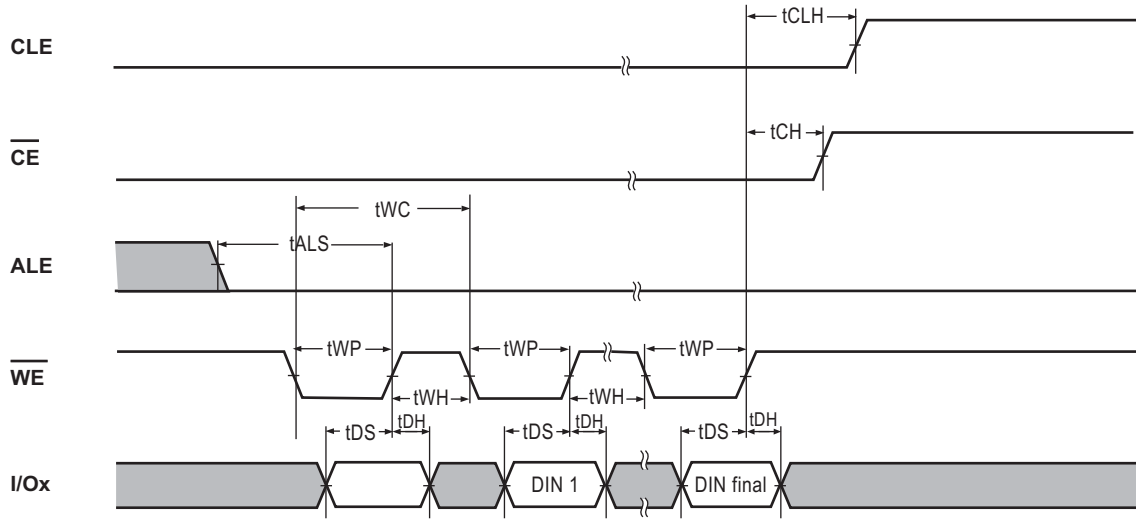 tCLH
CLE
tCH
CE
tWC
tALS
ALE
tWP tWP tWP
WE
tWH tWH
tDS tDH tDS tDH tDS tDH
I/Ox DIN 1 DIN final